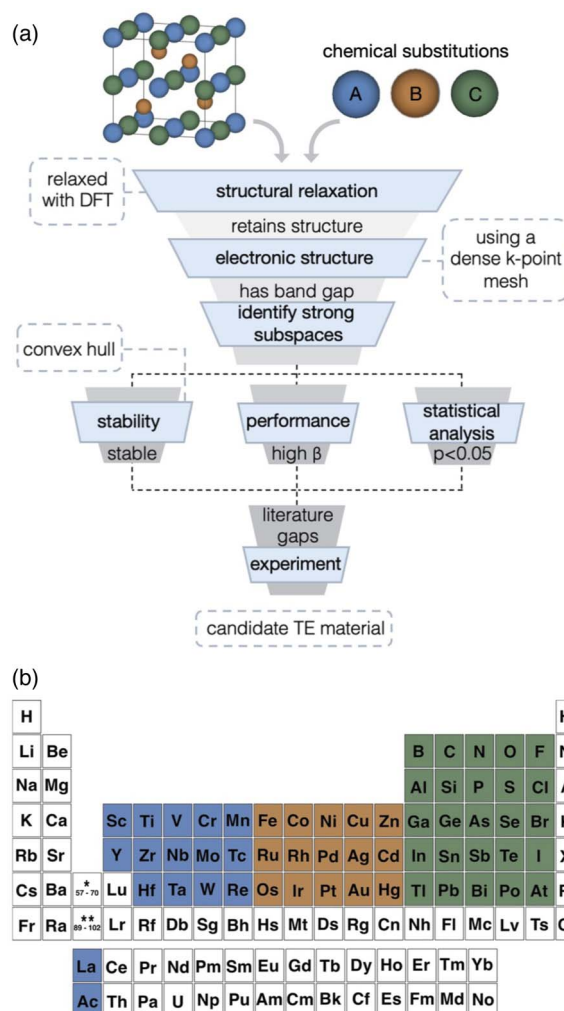 (a)
chemical substitutions
A B C
relaxed
with DFT
structural relaxation
retains structure
electronic structure
using a
dense k-point
mesh
has band gap
identify strong
subspaces
convex hull
stability
performance
statistical
analysis
stable
high β
p<0.05
literature
gaps
experiment
candidate TE material
(b)
H
Li Be B C N O F
Na Mg Al Si P S Cl
K Ca Sc Ti V Cr Mn Fe Co Ni Cu Zn Ga Ge As Se Br
Rb Sr Y Zr Nb Mo Tc Ru Rh Pd Ag Cd In Sn Sb Te I
Cs Ba * 57 - 70 Lu Hf Ta W Re Os Ir Pt Au Hg Tl Pb Bi Po At
Fr Ra ** 89 - 102 Lr Rf Db Sg Bh Hs Mt Ds Rg Cn Nh Fl Mc Lv Ts
La Ce Pr Nd Pm Sm Eu Gd Tb Dy Ho Er Tm Yb
Ac Th Pa U Np Pu Am Cm Bk Cf Es Fm Md No